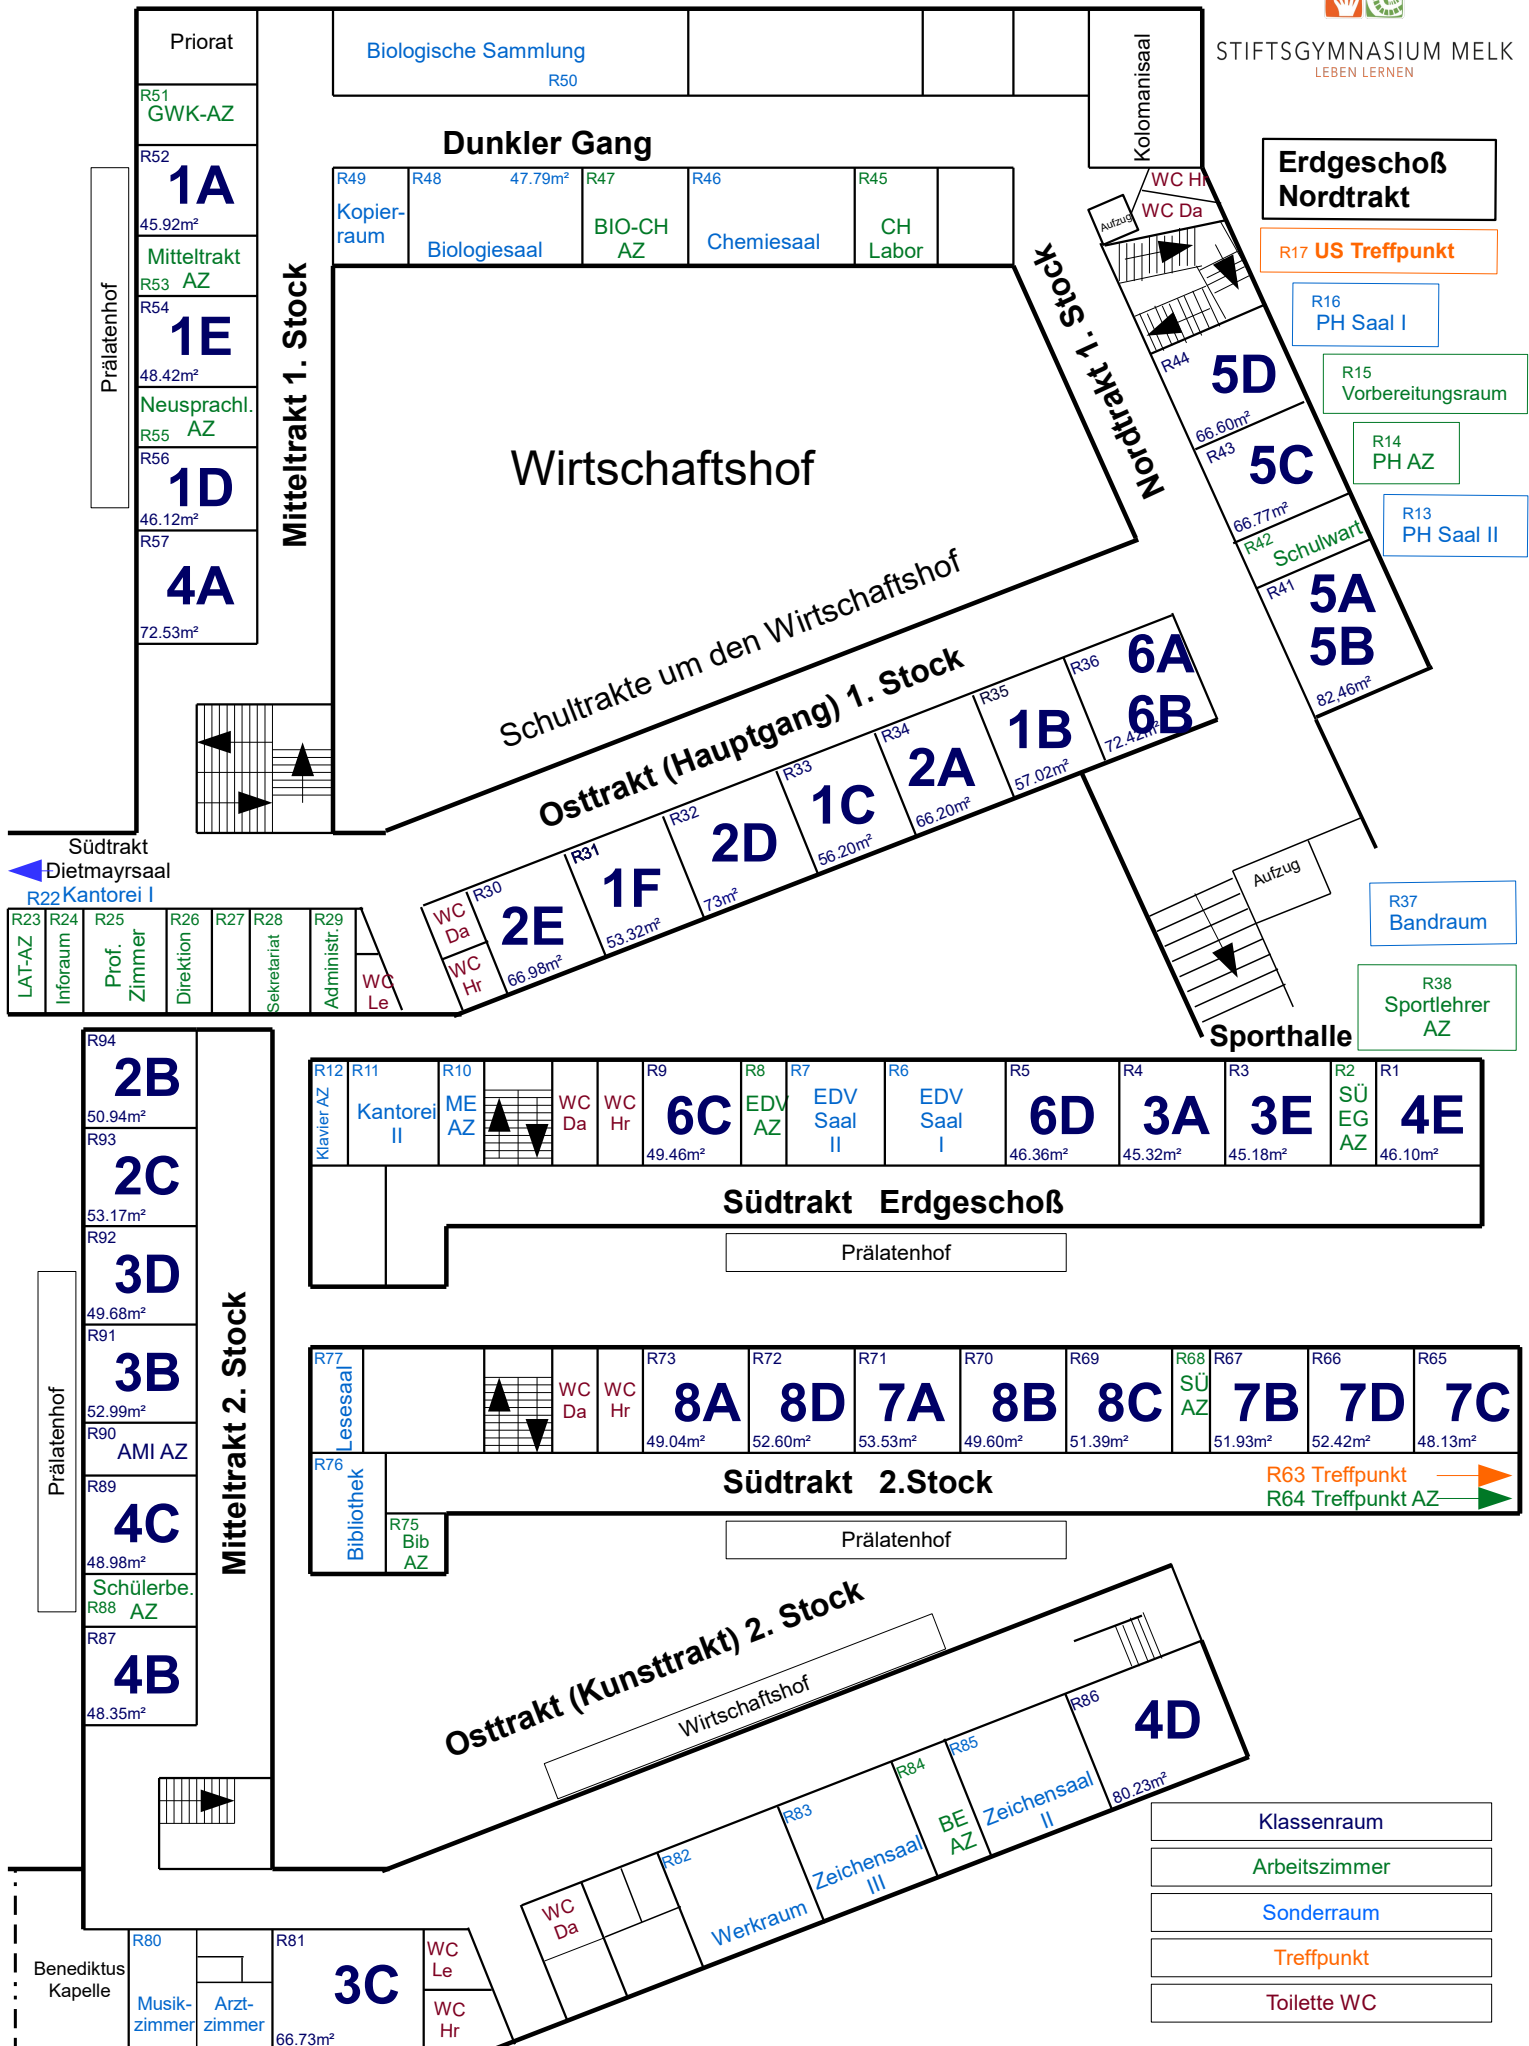 STIFTSGYMNASIUM MELK
LEBEN LERNEN
Priorat
R51
GWK-AZ
R52
1A
45.92m²
Mitteltrakt
R53 AZ
R54
1E
48.42m²
Neusprachl.
R55 AZ
R56
1D
46.12m²
R57
4A
72.53m²
Prälatenhof
Mitteltrakt 1. Stock
Biologische Sammlung
R50
Dunkler Gang
Kolomanisaal
R49
Kopier-
raum
R48 47.79m²
Biologiesaal
R47
BIO-CH
AZ
R46
Chemiesaal
R45
CH
Labor
WC Hr
WC Da
Aufzug
Erdgeschoß
Nordtrakt
R17 US Treffpunkt
R16
PH Saal I
R15
Vorbereitungsraum
R14
PH AZ
R13
PH Saal II
Nordtrakt 1. Stock
R44
5D
66.60m²
R43
5C
66.77m²
R42
Schulwart
R41
5A
5B
82,46m²
Wirtschaftshof
Schultrakte um den Wirtschaftshof
Osttrakt (Hauptgang) 1. Stock
R36
6A
6B
72.42m²
R35
1B
57.02m²
R34
2A
66.20m²
R33
1C
56.20m²
R32
2D
73m²
R31
1F
53.32m²
R30
2E
66.98m²
WC
Da
WC
Hr
Südtrakt
Dietmayrsaal
R22 Kantorei I
R23
LAT-AZ
R24
Inforaum
R25
Prof.
Zimmer
R26
Direktion
R27
R28
Sekretariat
R29
Administr.
WC
Le
Aufzug
R37
Bandraum
R38
Sportlehrer
AZ
Sporthalle
R94
2B
50.94m²
R93
2C
53.17m²
R92
3D
49.68m²
R91
3B
52.99m²
R90
AMI AZ
R89
4C
48.98m²
Schülerbe.
R88 AZ
R87
4B
48.35m²
Prälatenhof
Mitteltrakt 2. Stock
R12
Klavier AZ
R11
Kantorei
II
R10
ME
AZ
WC
Da
WC
Hr
R9
6C
49.46m²
R8
EDV
AZ
R7
EDV
Saal
II
R6
EDV
Saal
I
R5
6D
46.36m²
R4
3A
45.32m²
R3
3E
45.18m²
R2
SÜ
EG
AZ
R1
4E
46.10m²
Südtrakt Erdgeschoß
Prälatenhof
R77
Lesesaal
R76
Bibliothek
R75
Bib
AZ
WC
Da
WC
Hr
R73
8A
49.04m²
R72
8D
52.60m²
R71
7A
53.53m²
R70
8B
49.60m²
R69
8C
51.39m²
R68
SÜ
AZ
R67
7B
51.93m²
R66
7D
52.42m²
R65
7C
48.13m²
Südtrakt 2.Stock
R63 Treffpunkt
R64 Treffpunkt AZ
Prälatenhof
Osttrakt (Kunsttrakt) 2. Stock
Wirtschaftshof
R86
4D
80.23m²
R85
Zeichensaal
II
R84
BE
AZ
R83
Zeichensaal
III
R82
Werkraum
WC
Da
Benediktus
Kapelle
R80
Musik-
zimmer
Arzt-
zimmer
R81
3C
66.73m²
WC
Le
WC
Hr
Klassenraum
Arbeitszimmer
Sonderraum
Treffpunkt
Toilette WC